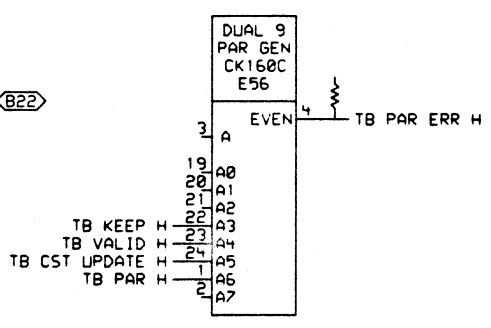 DUAL 9
PAR GEN
CK160C
E56
B22
EVEN 4 TB PAR ERR H
3 A
19 A0
20 A1
21 A2
TB KEEP H 22 A3
TB VALID H 23 A4
TB CST UPDATE H 24 A5
TB PAR H 1 A6
2 A7